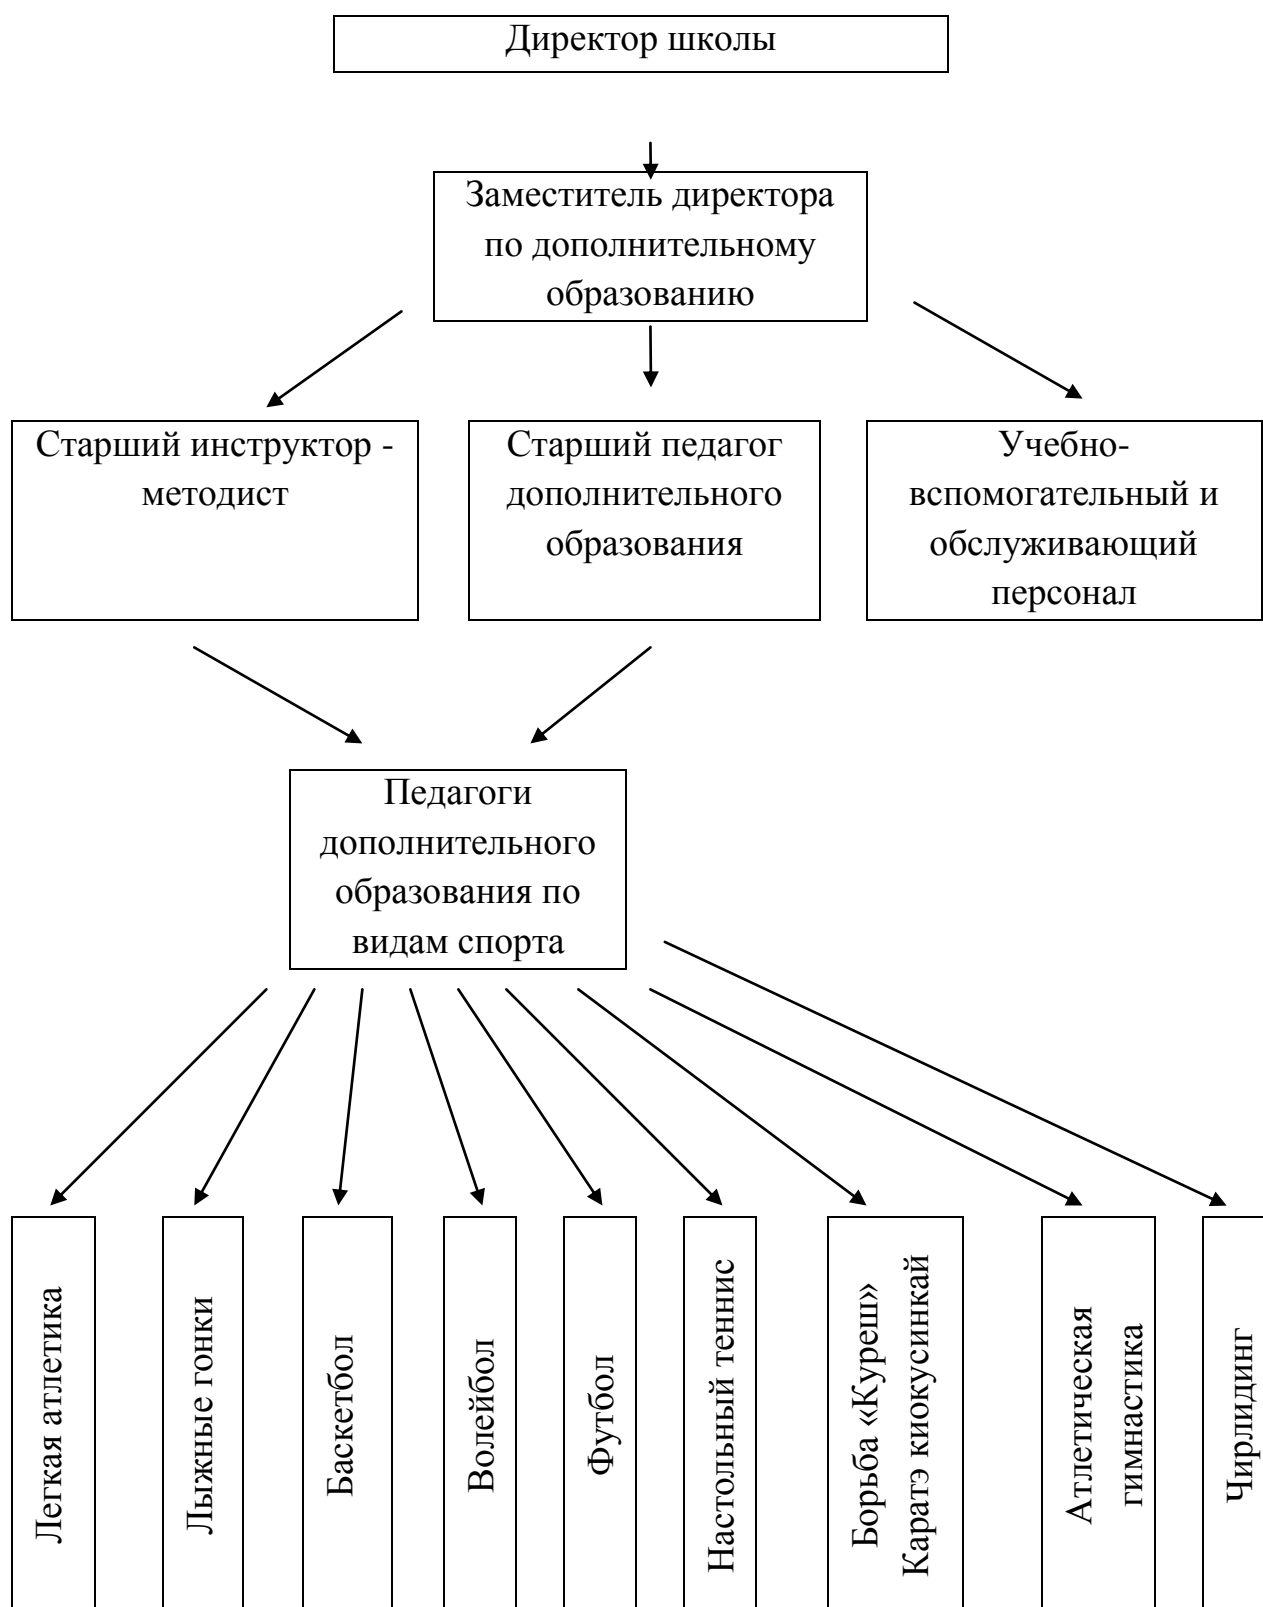 Директор школы
Заместитель директора
по дополнительному
образованию
Старший инструктор -
методист
Старший педагог
дополнительного
образования
Учебно-
вспомогательный и
обслуживающий
персонал
Педагоги
дополнительного
образования по
видам спорта
Легкая атлетика
Лыжные гонки
Баскетбол
Волейбол
Футбол
Настольный теннис
Борьба «Куреш»
Каратэ киокусинкай
Атлетическая
гимнастика
Чирлидинг